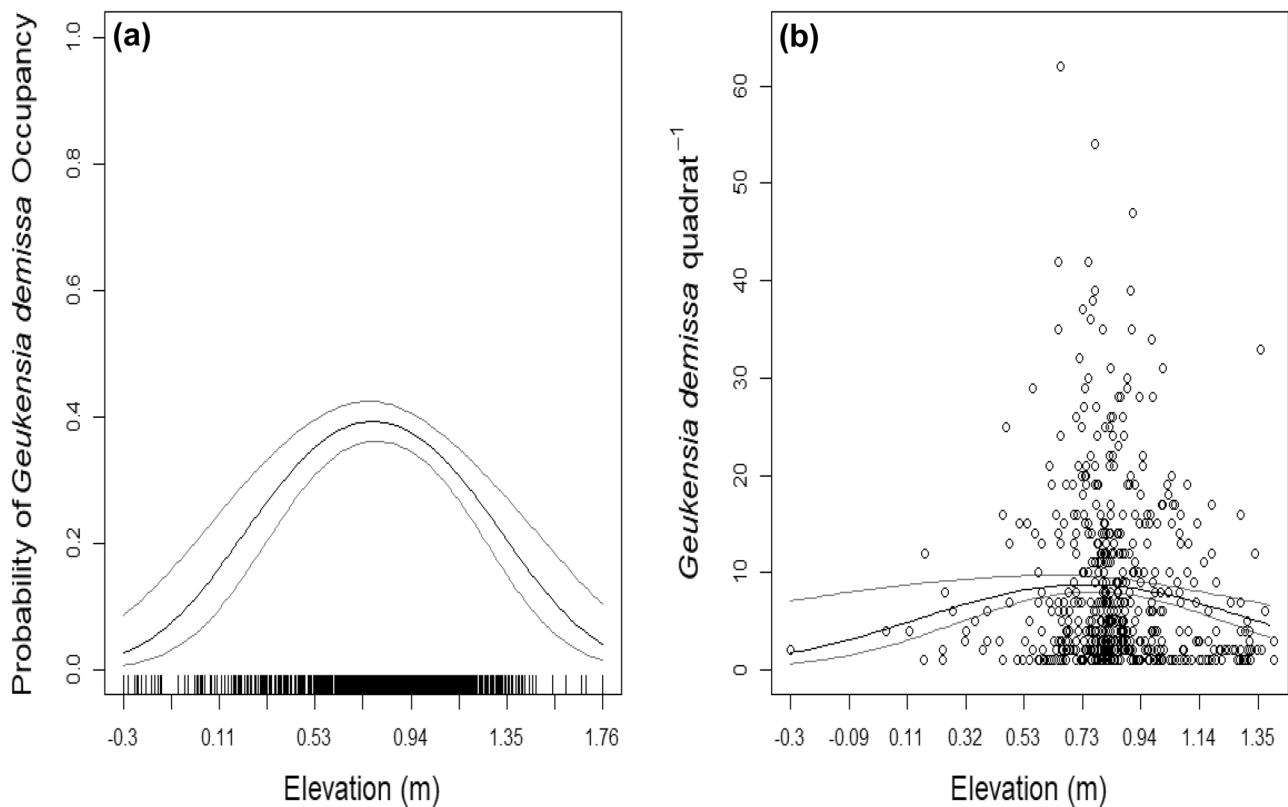 (a)
Probability of Geukensia demissa Occupancy
1.0
0.8
0.6
0.4
0.2
0.0
-0.3 0.11 0.53 0.94 1.35 1.76
Elevation (m)
(b)
Geukensia demissa quadrat⁻¹
60
50
40
30
20
10
0
-0.3 -0.09 0.11 0.32 0.53 0.73 0.94 1.14 1.35
Elevation (m)